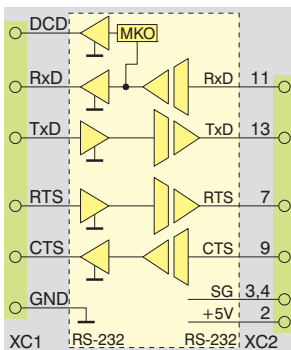 DCD MKO
RxD RxD 11
TxD TxD 13
RTS RTS 7
CTS CTS 9
SG 3,4
GND +5V 2
XC1 RS-232 RS-232 XC2